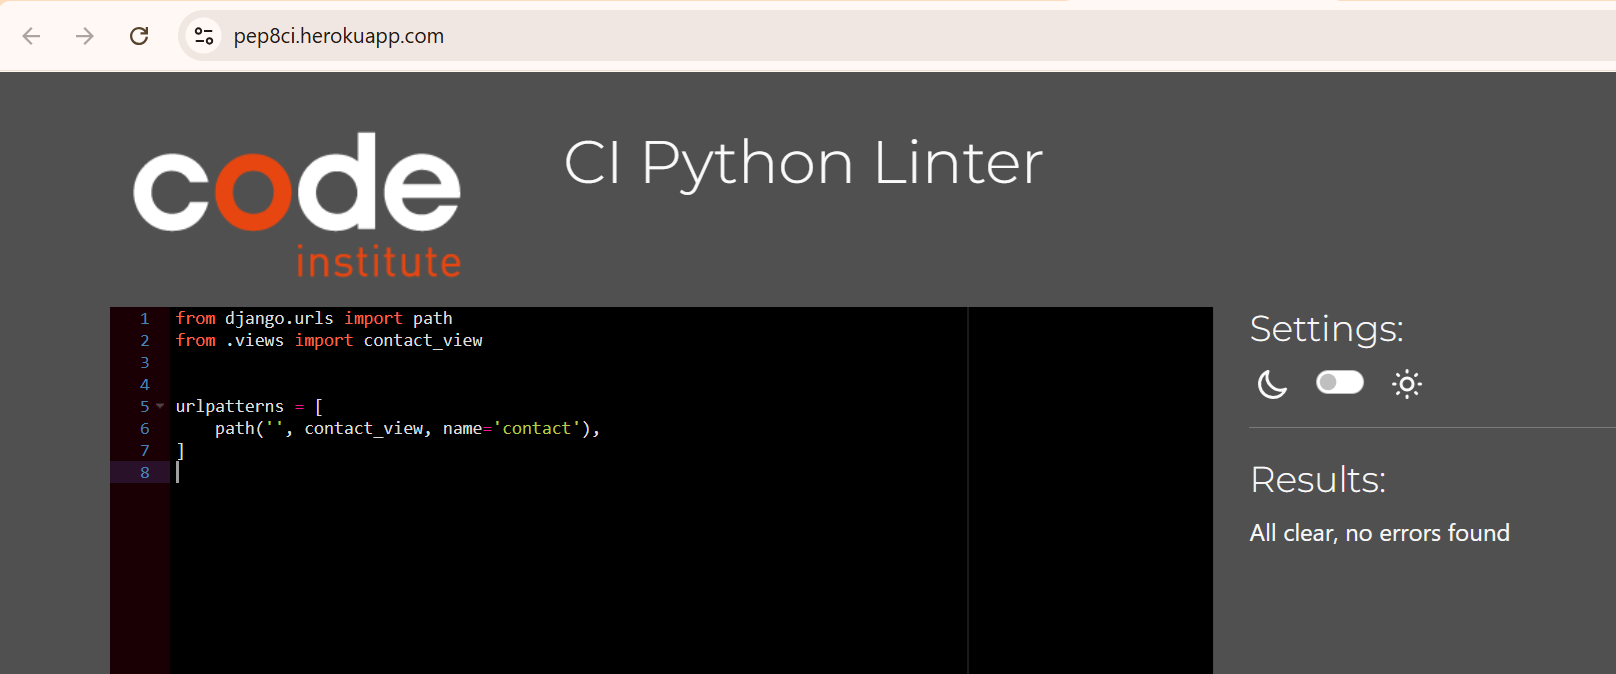 pep8ci.herokuapp.com
code
institute
CI Python Linter
1 from django.urls import path
2 from .views import contact_view
3
4
5 urlpatterns = [
6     path('', contact_view, name='contact'),
7 ]
8
Settings:
Results:
All clear, no errors found